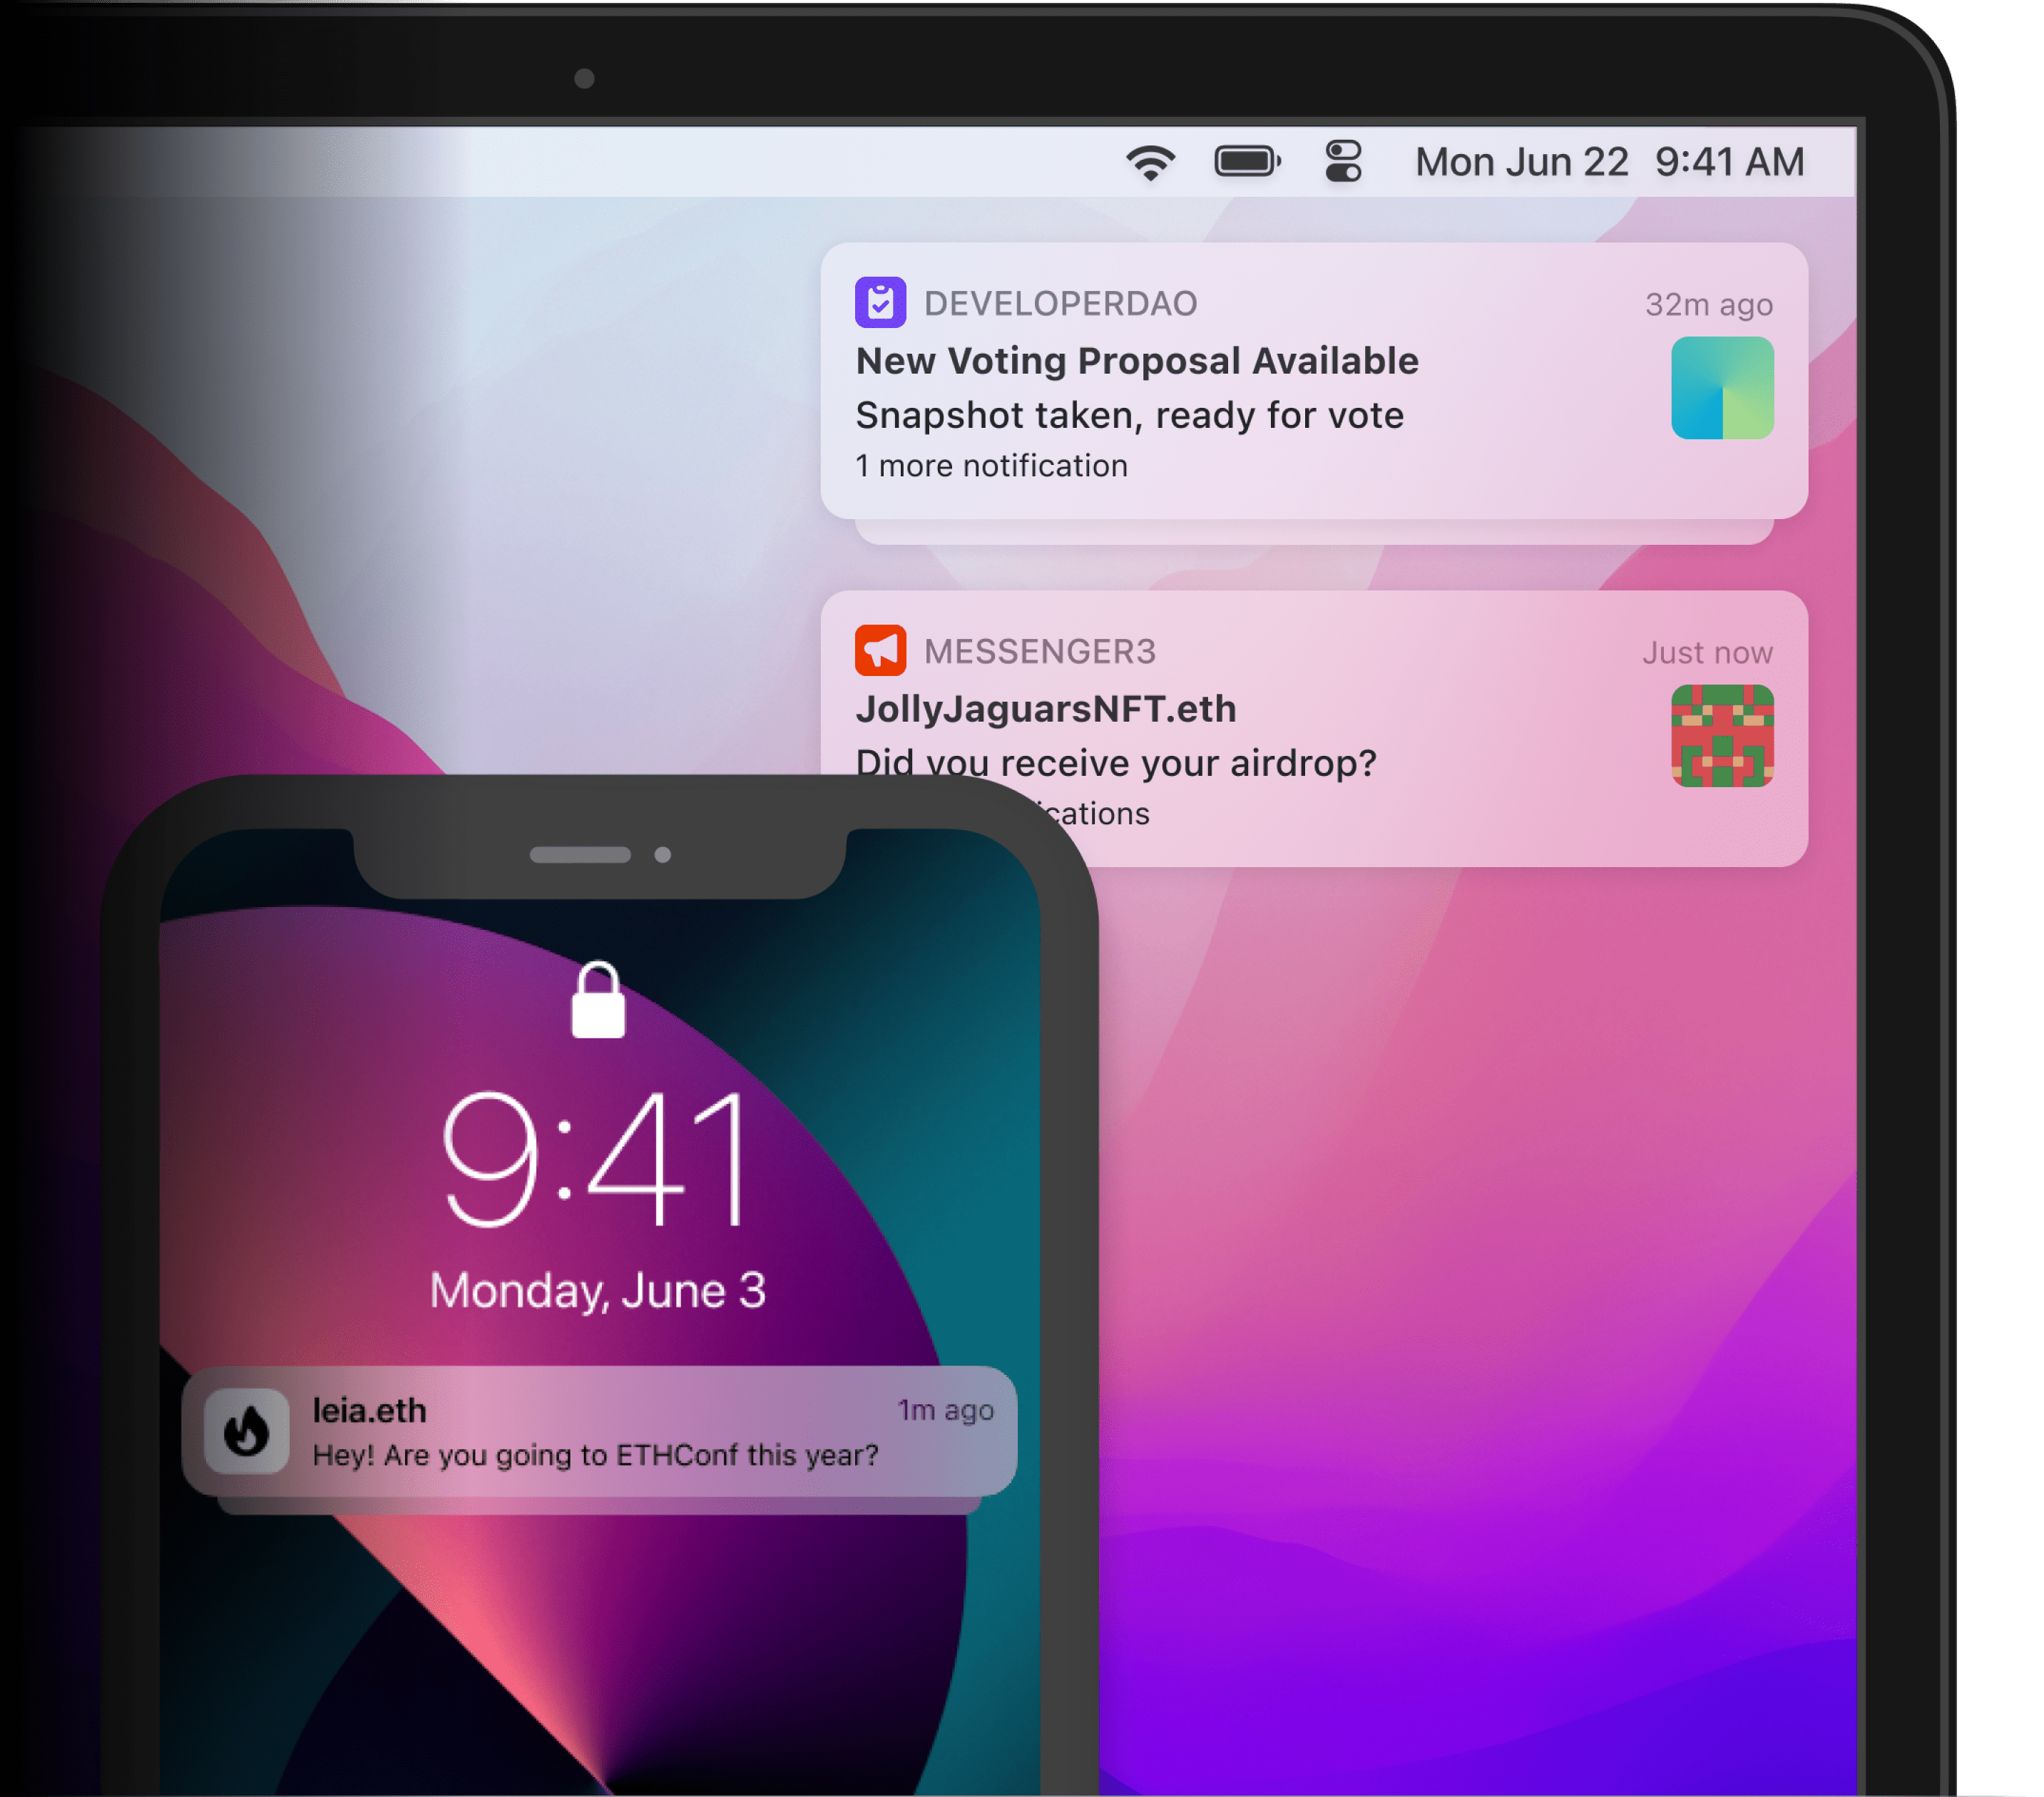 Mon Jun 22 9:41 AM
DEVELOPERDAO
32m ago
New Voting Proposal Available
Snapshot taken, ready for vote
1 more notification
MESSENGER3
Just now
JollyJaguarsNFT.eth
Did you receive your airdrop?
9:41
Monday, June 3
leia.eth
1m ago
Hey! Are you going to ETHConf this year?